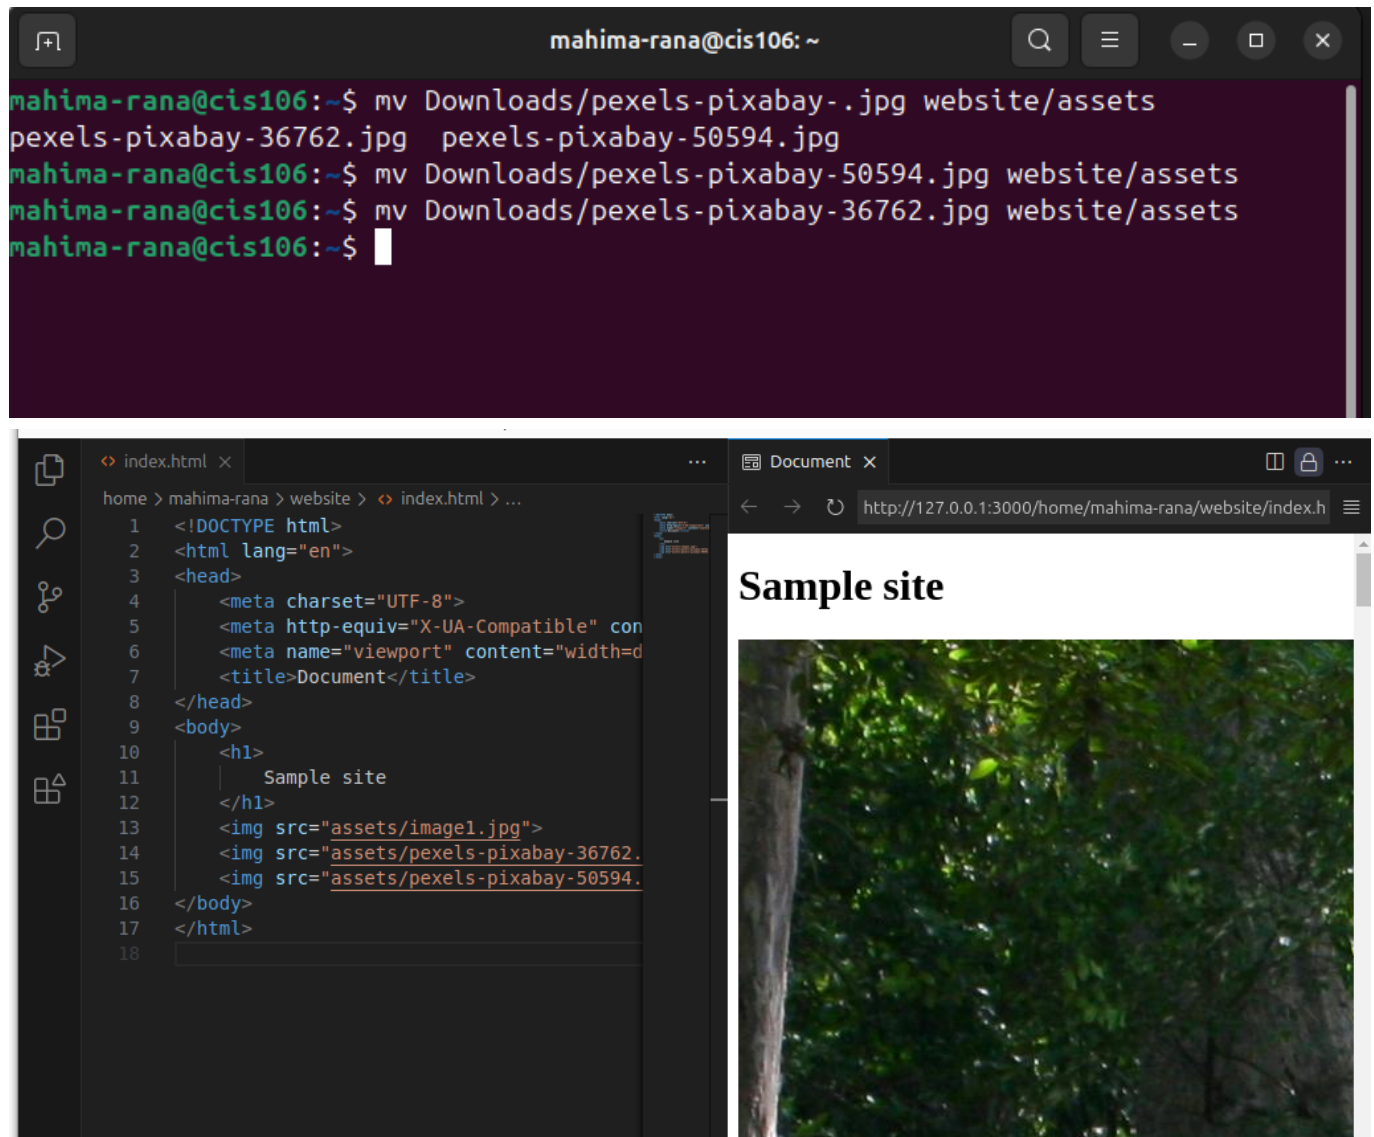 mahima-rana@cis106: ~
mahima-rana@cis106:~$ mv Downloads/pexels-pixabay-.jpg website/assets
pexels-pixabay-36762.jpg  pexels-pixabay-50594.jpg
mahima-rana@cis106:~$ mv Downloads/pexels-pixabay-50594.jpg website/assets
mahima-rana@cis106:~$ mv Downloads/pexels-pixabay-36762.jpg website/assets
mahima-rana@cis106:~$
index.html
home > mahima-rana > website > index.html > ...
1 <!DOCTYPE html>
2 <html lang="en">
3 <head>
4 <meta charset="UTF-8">
5 <meta http-equiv="X-UA-Compatible" con
6 <meta name="viewport" content="width=d
7 <title>Document</title>
8 </head>
9 <body>
10 <h1>
11 Sample site
12 </h1>
13 <img src="assets/image1.jpg">
14 <img src="assets/pexels-pixabay-36762.
15 <img src="assets/pexels-pixabay-50594.
16 </body>
17 </html>
18
Document
http://127.0.0.1:3000/home/mahima-rana/website/index.h
Sample site